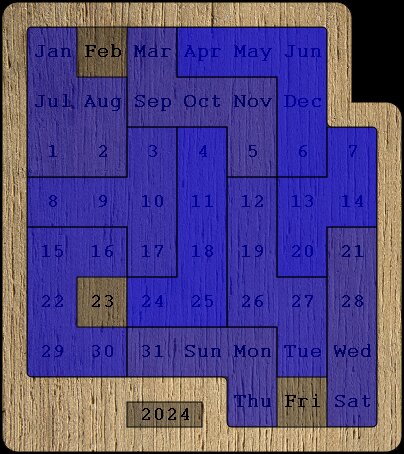 Jan Feb Mar Apr May Jun
Jul Aug Sep Oct Nov Dec
1 2 3 4 5 6 7
8 9 10 11 12 13 14
15 16 17 18 19 20 21
22 23 24 25 26 27 28
29 30 31 Sun Mon Tue Wed
Thu Fri Sat
2024